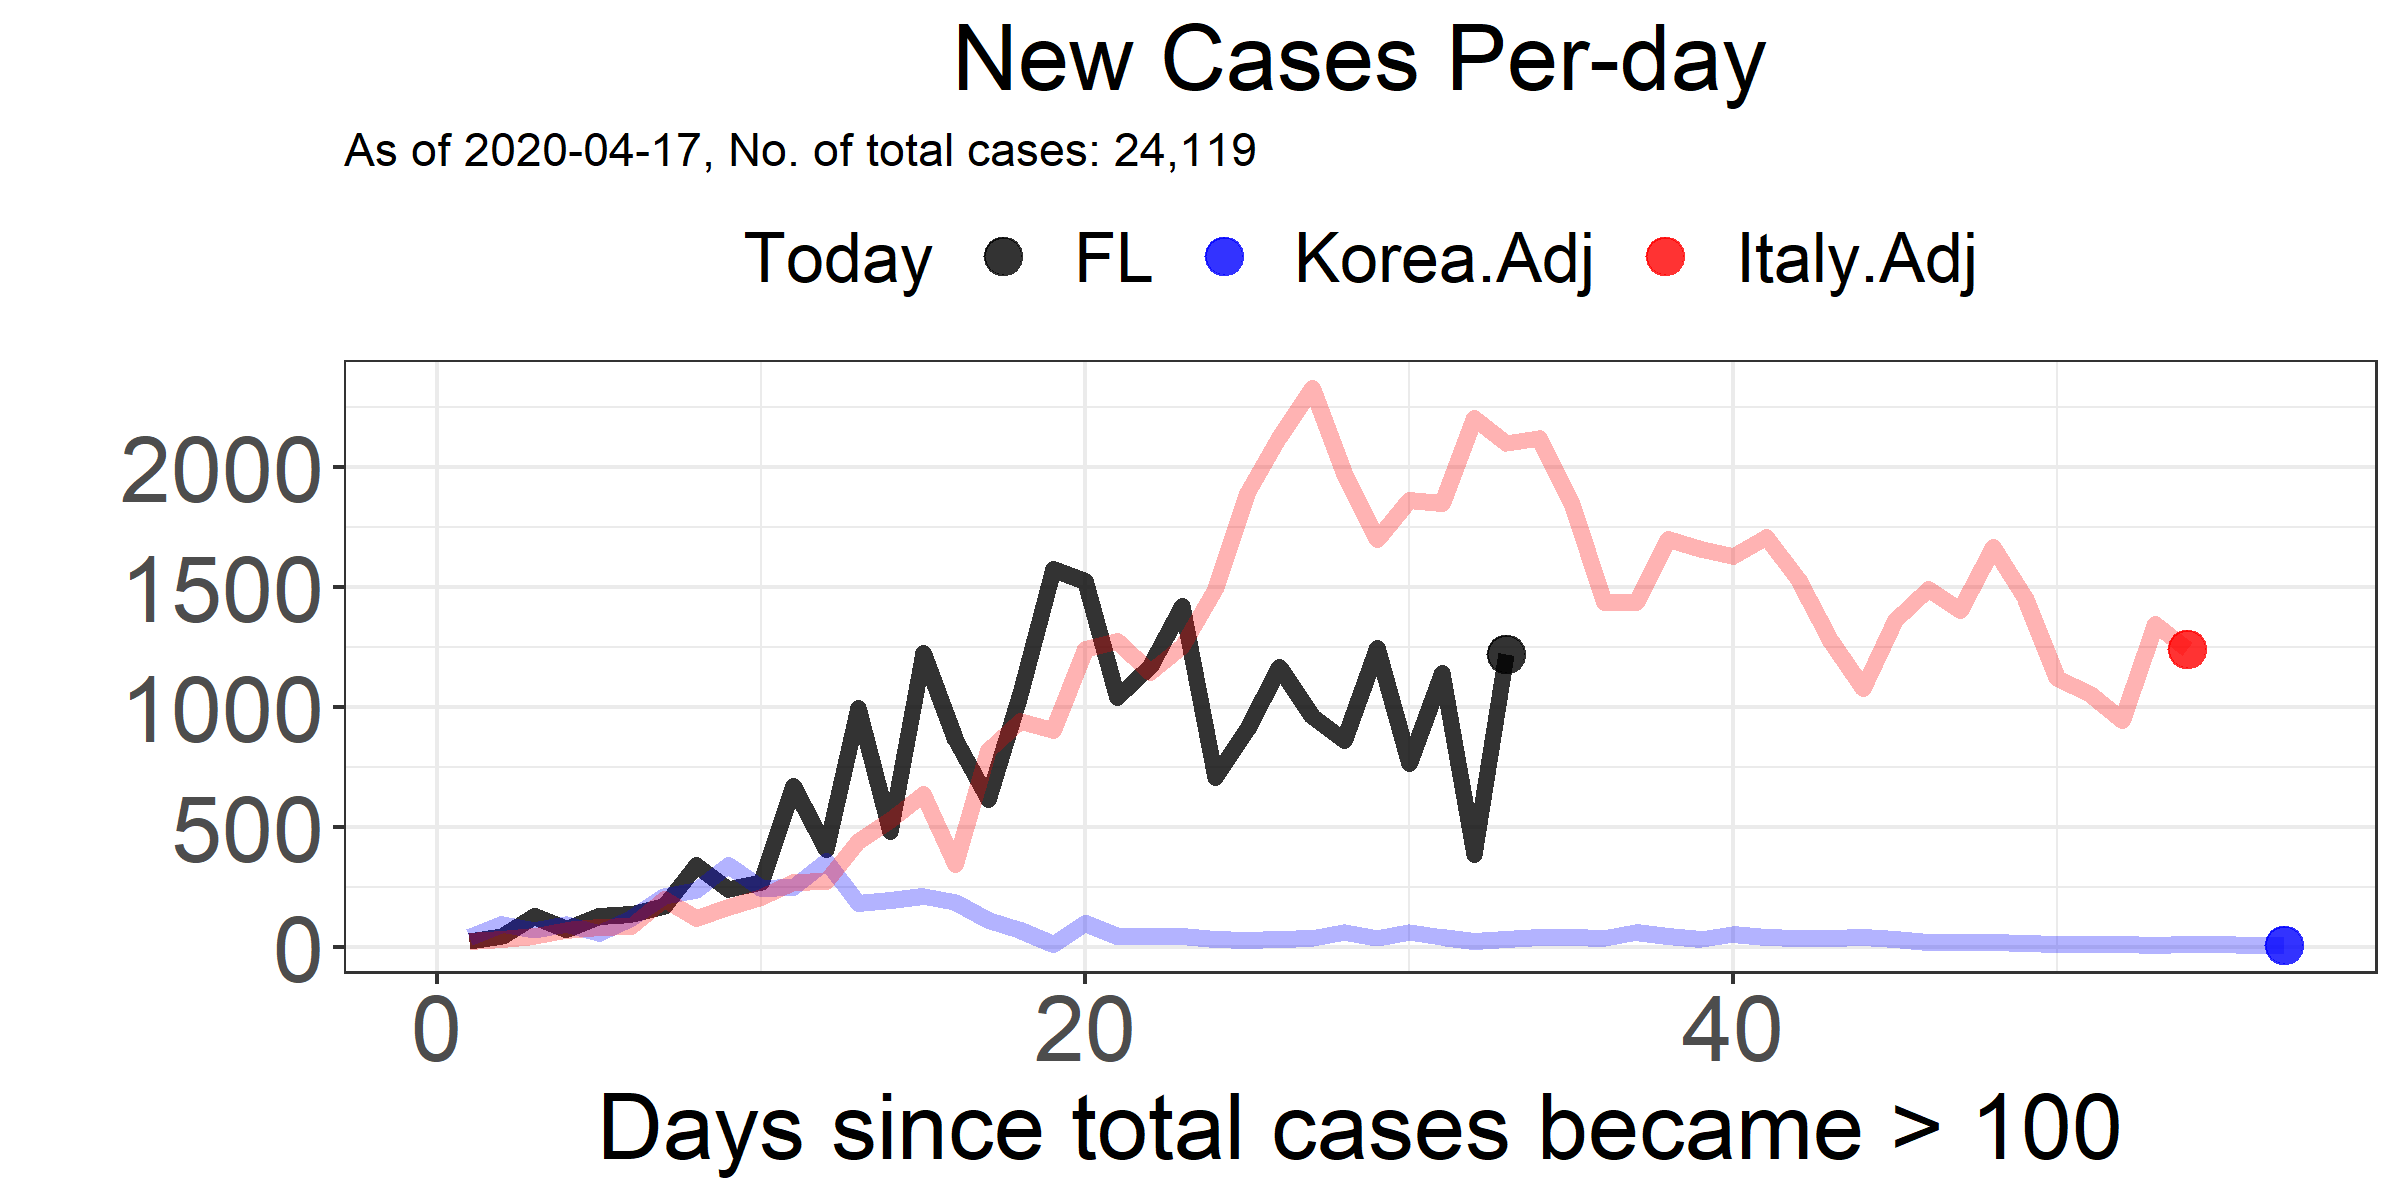 New Cases Per-day
As of 2020-04-17, No. of total cases: 24,119
Today FL Korea.Adj Italy.Adj
2000
1500
1000
500
0
0 20 40
Days since total cases became > 100